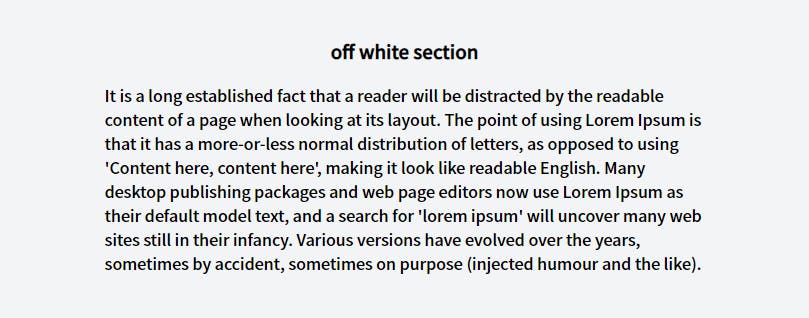 off white section
It is a long established fact that a reader will be distracted by the readable
content of a page when looking at its layout. The point of using Lorem Ipsum is
that it has a more-or-less normal distribution of letters, as opposed to using
'Content here, content here', making it look like readable English. Many
desktop publishing packages and web page editors now use Lorem Ipsum as
their default model text, and a search for 'lorem ipsum' will uncover many web
sites still in their infancy. Various versions have evolved over the years,
sometimes by accident, sometimes on purpose (injected humour and the like).